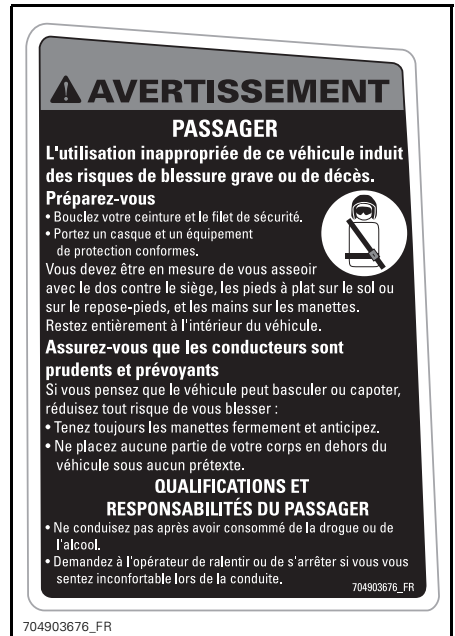 AVERTISSEMENT
PASSAGER
L'utilisation inappropriée de ce véhicule induit
des risques de blessure grave ou de décès.
Préparez-vous
• Bouclez votre ceinture et le filet de sécurité.
• Portez un casque et un équipement
de protection conformes.
Vous devez être en mesure de vous asseoir
avec le dos contre le siège, les pieds à plat sur le sol ou
sur le repose-pieds, et les mains sur les manettes.
Restez entièrement à l'intérieur du véhicule.
Assurez-vous que les conducteurs sont
prudents et prévoyants
Si vous pensez que le véhicule peut basculer ou capoter,
réduisez tout risque de vous blesser :
• Tenez toujours les manettes fermement et anticipez.
• Ne placez aucune partie de votre corps en dehors du
véhicule sous aucun prétexte.
QUALIFICATIONS ET
RESPONSABILITÉS DU PASSAGER
• Ne conduisez pas après avoir consommé de la drogue ou de
l'alcool.
• Demandez à l'opérateur de ralentir ou de s'arrêter si vous vous
sentez inconfortable lors de la conduite.
704903676_FR
704903676_FR